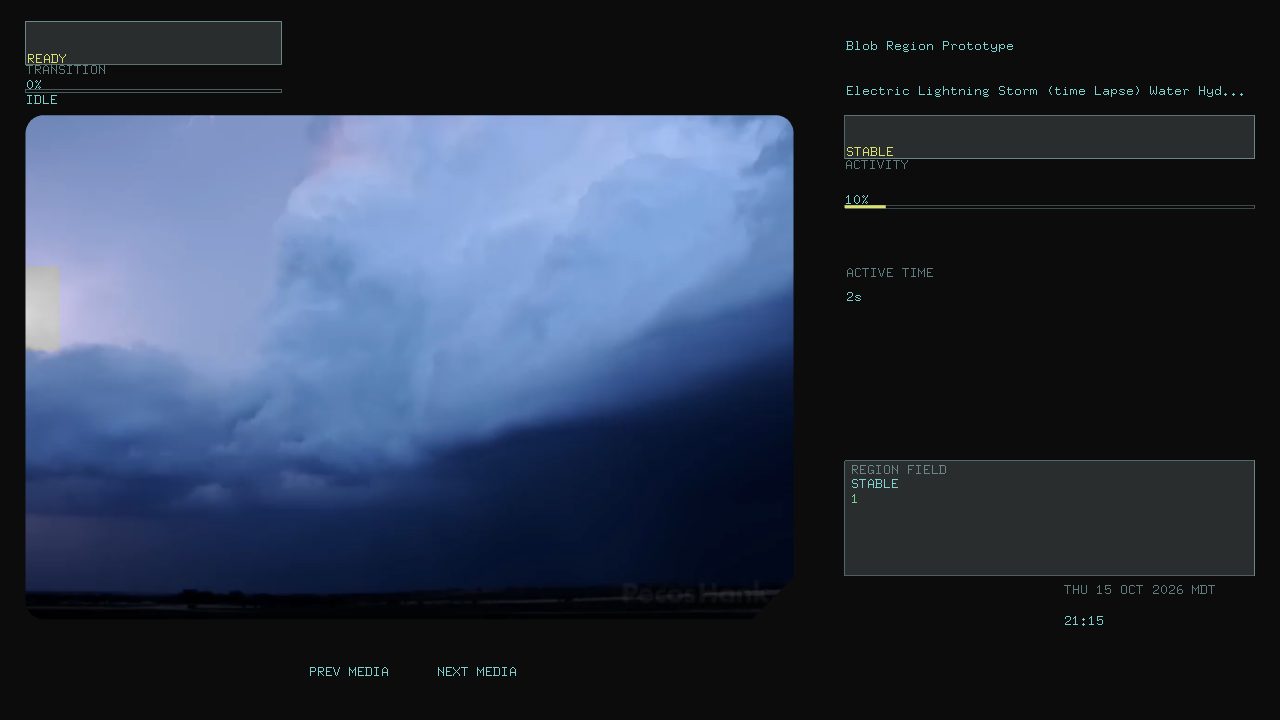 READY
TRANSITION
0%
IDLE
Blob Region Prototype
Electric Lightning Storm (time Lapse) Water Hyd...
STABLE
ACTIVITY
10%
ACTIVE TIME
2s
PecosHank
REGION FIELD
STABLE
1
THU 15 OCT 2026 MDT
21:15
PREV MEDIA
NEXT MEDIA